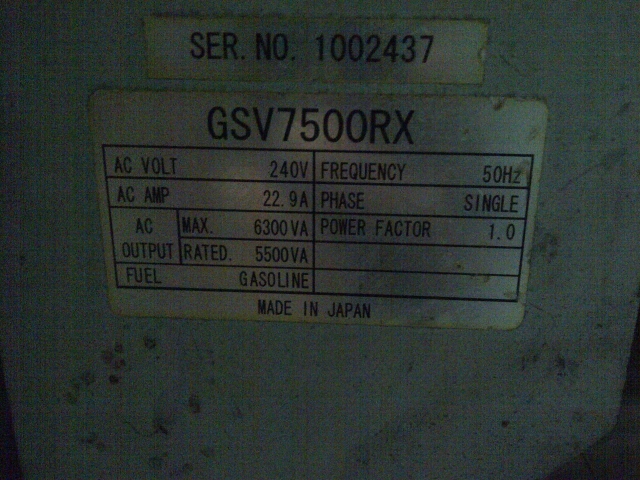 SER. NO. 1002437
GSV7500RX
AC VOLT 240V FREQUENCY 50Hz
AC AMP 22.9A PHASE SINGLE
AC OUTPUT MAX. 6300VA POWER FACTOR 1.0
RATED. 5500VA
FUEL GASOLINE
MADE IN JAPAN